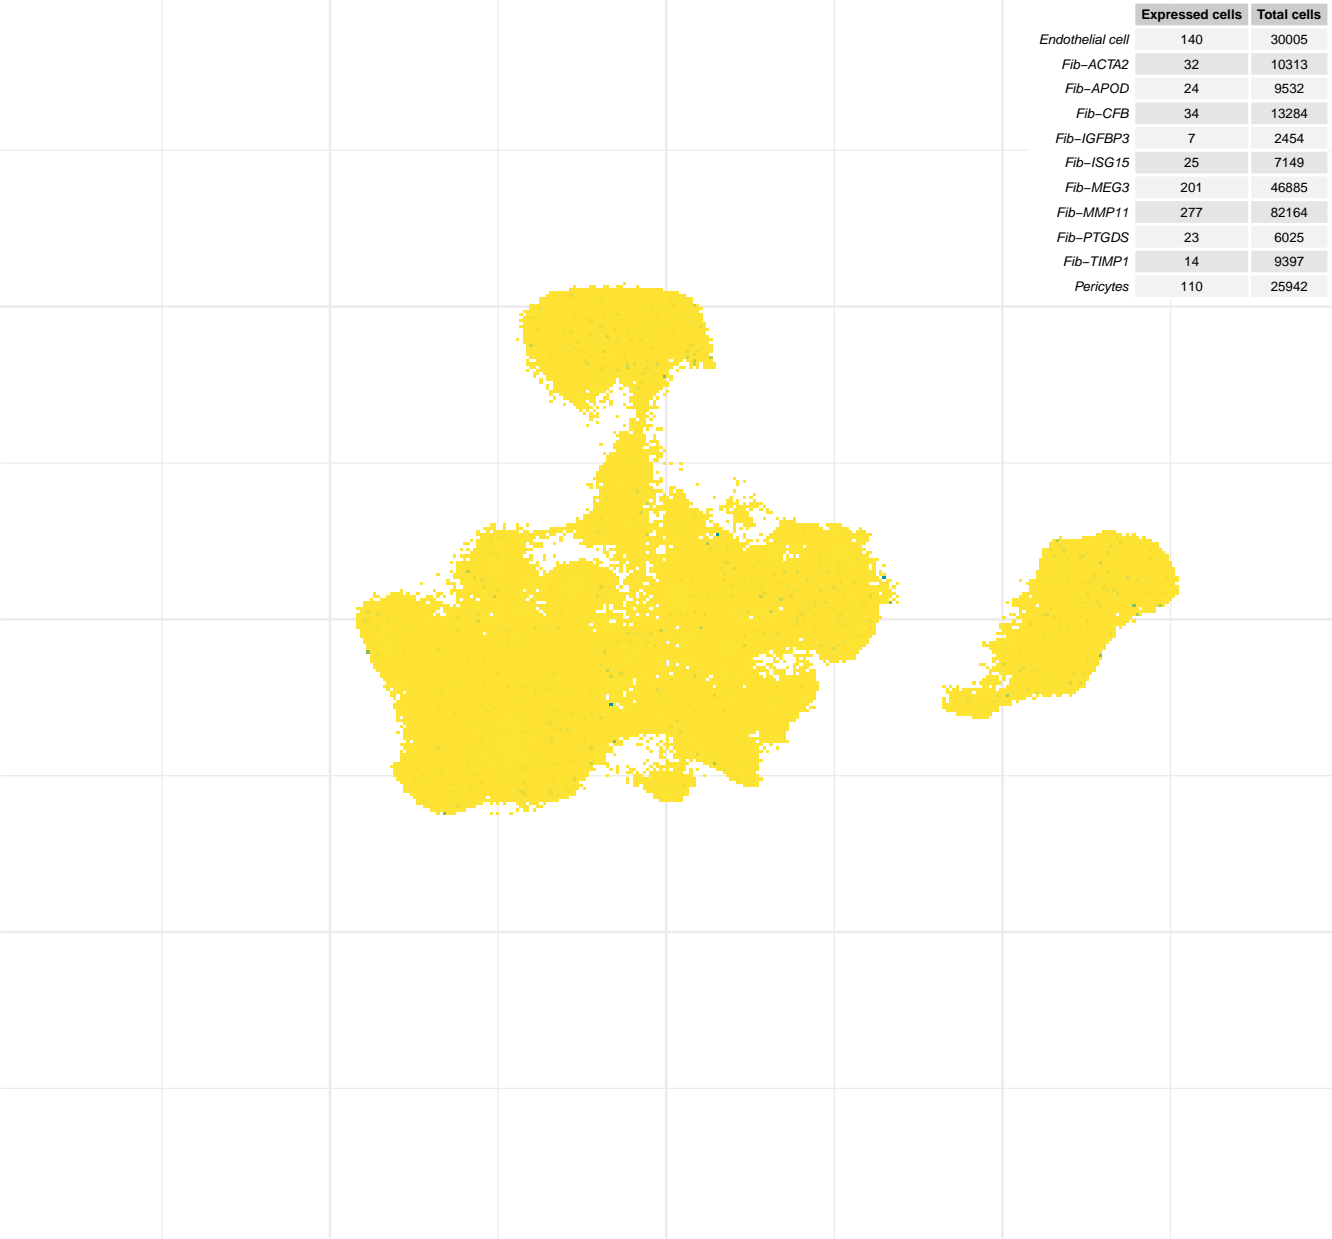 Expressed cells Total cells
Endothelial cell 140 30005
Fib−ACTA2 32 10313
Fib−APOD 24 9532
Fib−CFB 34 13284
Fib−IGFBP3 7 2454
Fib−ISG15 25 7149
Fib−MEG3 201 46885
Fib−MMP11 277 82164
Fib−PTGDS 23 6025
Fib−TIMP1 14 9397
Pericytes 110 25942